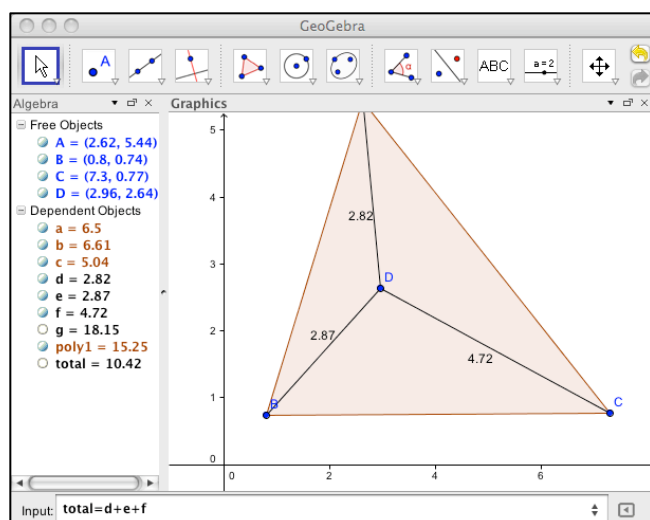 GeoGebra
A
α
ABC
a = 2
Algebra
Graphics
Free Objects
A = (2.62, 5.44)
B = (0.8, 0.74)
C = (7.3, 0.77)
D = (2.96, 2.64)
Dependent Objects
a = 6.5
b = 6.61
c = 5.04
d = 2.82
e = 2.87
f = 4.72
g = 18.15
poly1 = 15.25
total = 10.42
5
4
2.82
3
D
2
2.87
4.72
1
B
C
0
0
2
4
6
Input: total=d+e+f